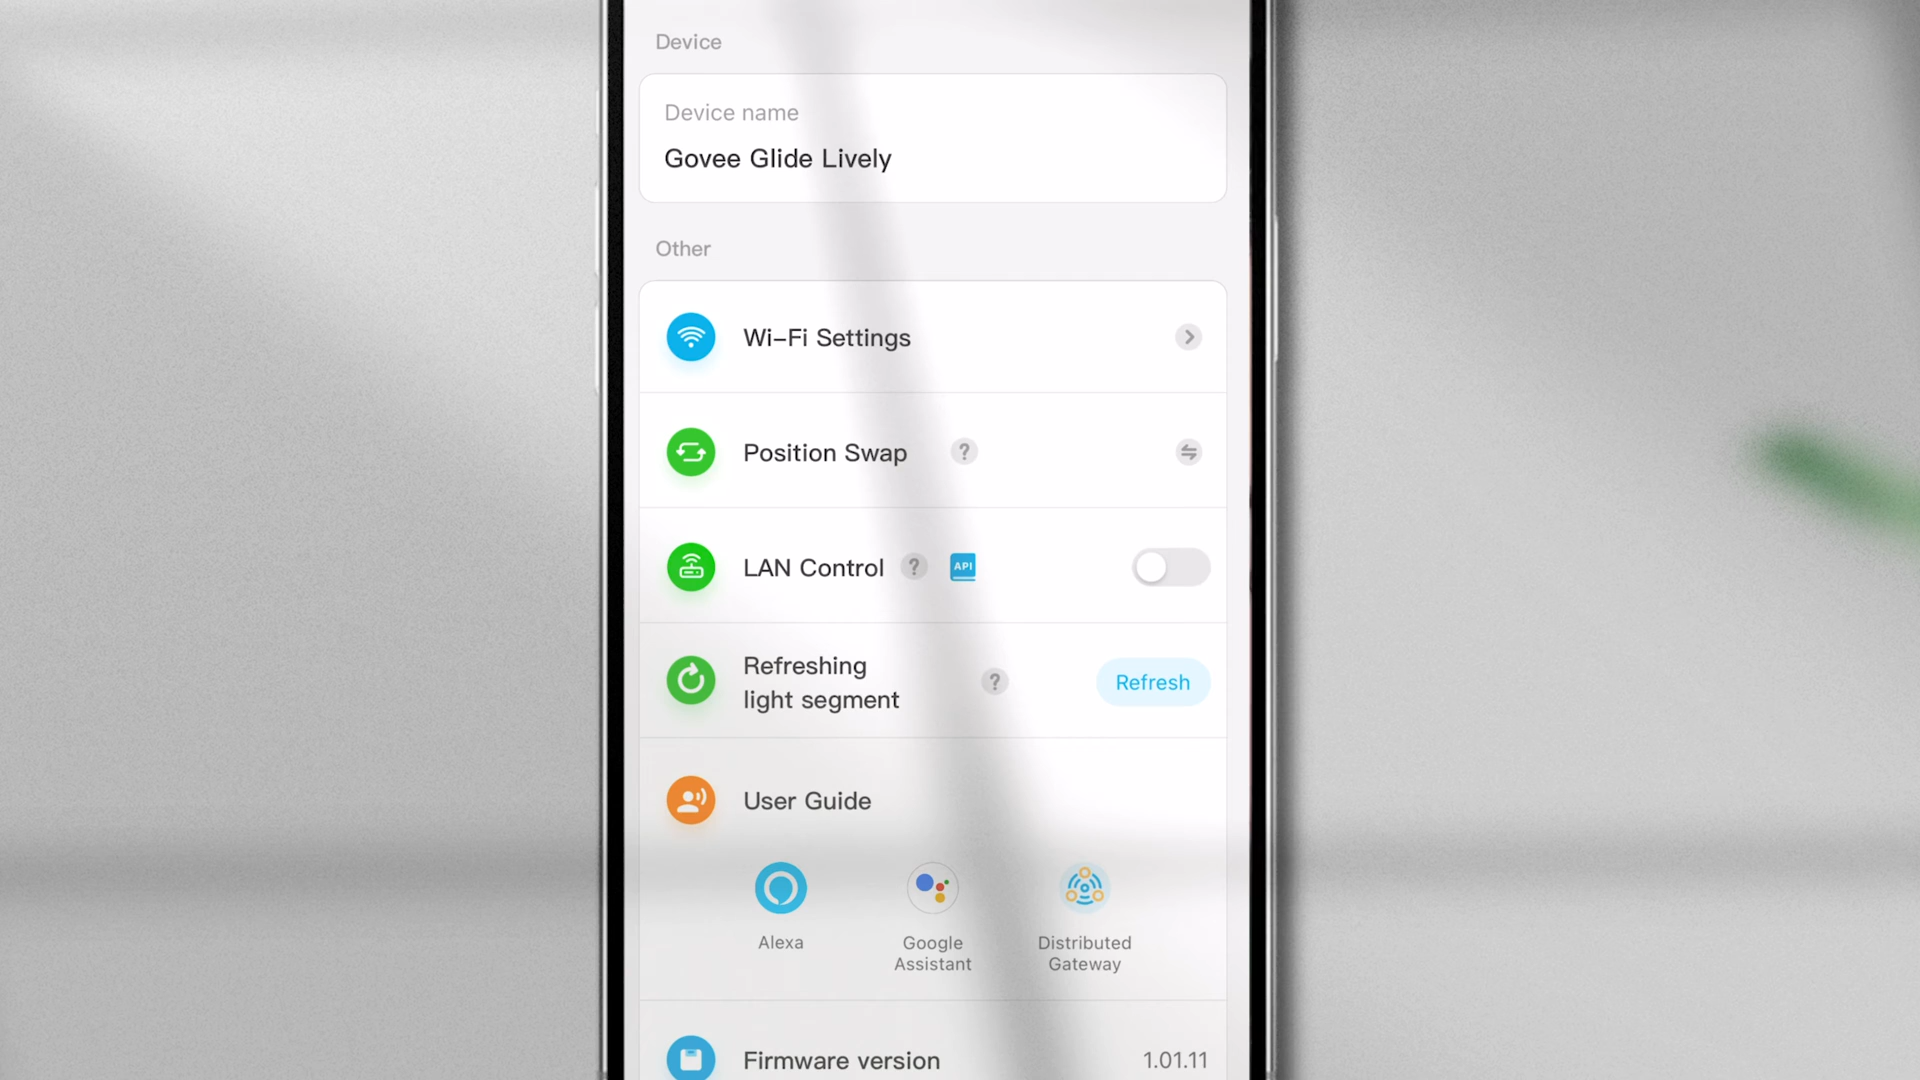 Device
Device name
Govee Glide Lively
Other
Wi-Fi Settings
Position Swap ?
LAN Control ? API
Refreshing
light segment ? Refresh
User Guide
Alexa
Google
Assistant
Distributed
Gateway
Firmware version 1.01.11